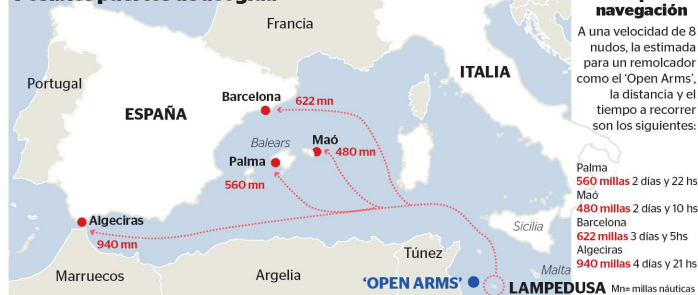 navegación
A una velocidad de 8
nudos, la estimada
para un remolcador
como el ‘Open Arms’,
la distancia y el
tiempo a recorrer
son los siguientes:
Palma
560 millas 2 días y 22 hs
Maó
480 millas 2 días y 10 hs
Barcelona
622 millas 3 días y 5hs
Algeciras
940 millas 4 días y 21 hs
Mn= millas náuticas
Francia
ITALIA
Portugal
Barcelona
622 mn
ESPAÑA
Balears
Maó
480 mn
Palma
560 mn
Algeciras
940 mn
Sicilia
Túnez
Marruecos
Argelia
Malta
‘OPEN ARMS’
LAMPEDUSA